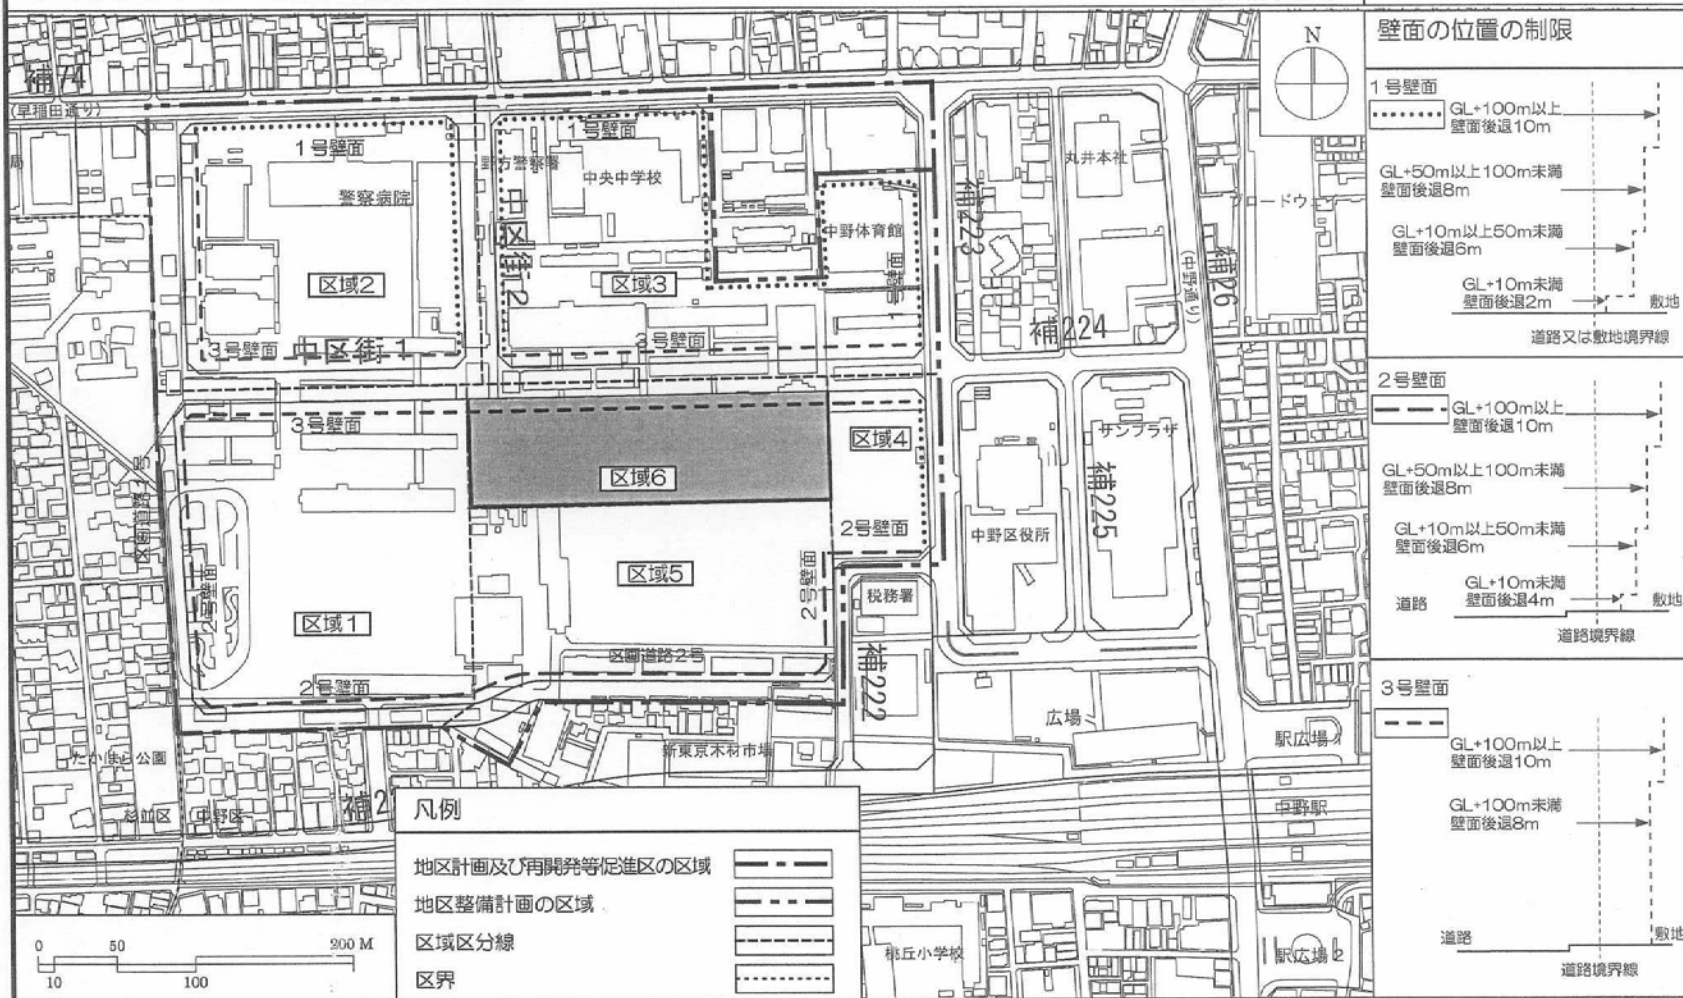 補74
(早稲田通り)
局
1号壁面
警察病院
区域2
3号壁面
中区街1
野方警察署
1号壁面
中央中学校
中区街2
区域3
3号壁面
中野体育館
1号壁面
補223
丸井本社
補224
(中野通り)
補26
3号壁面
区域6
区域4
2号壁面
区画道路1号
2号壁面
区域1
2号壁面
区域5
2号壁面
区画道路2号
税務署
補222
中野区役所
サンプラザ
補225
広場
駅広場
中野駅
新東京木材市場
たかはら公園
杉並区
中野区
桃丘小学校
駅広場2
N
凡例
地区計画及び再開発等促進区の区域
地区整備計画の区域
区域区分線
区界
0 50 200 M
10 100
壁面の位置の制限
1号壁面
GL+100m以上
壁面後退10m
GL+50m以上100m未満
壁面後退8m
GL+10m以上50m未満
壁面後退6m
GL+10m未満
壁面後退2m
敷地
道路又は敷地境界線
2号壁面
GL+100m以上
壁面後退10m
GL+50m以上100m未満
壁面後退8m
GL+10m以上50m未満
壁面後退6m
GL+10m未満
壁面後退4m
道路
敷地
道路境界線
3号壁面
GL+100m以上
壁面後退10m
GL+100m未満
壁面後退8m
道路
敷地
道路境界線